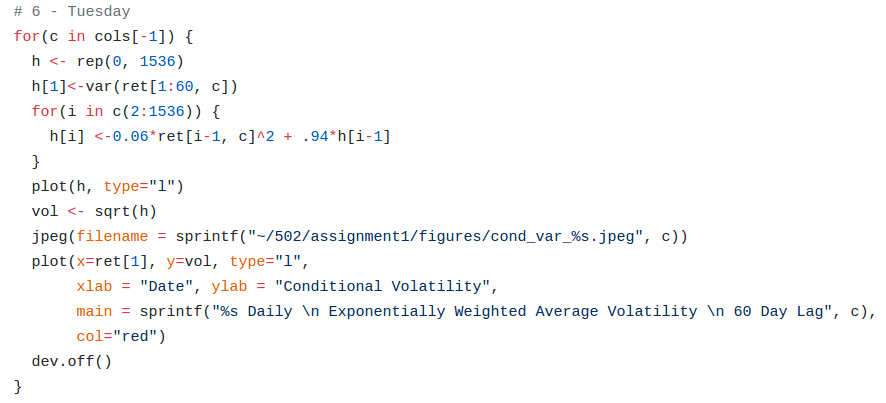 # 6 - Tuesday
for(c in cols[-1]) {
  h <- rep(0, 1536)
  h[1]<-var(ret[1:60, c])
  for(i in c(2:1536)) {
    h[i] <-0.06*ret[i-1, c]^2 + .94*h[i-1]
  }
  plot(h, type="l")
  vol <- sqrt(h)
  jpeg(filename = sprintf("~/502/assignment1/figures/cond_var_%s.jpeg", c))
  plot(x=ret[1], y=vol, type="l",
       xlab = "Date", ylab = "Conditional Volatility",
       main = sprintf("%s Daily \n Exponentially Weighted Average Volatility \n 60 Day Lag", c),
       col="red")
  dev.off()
}